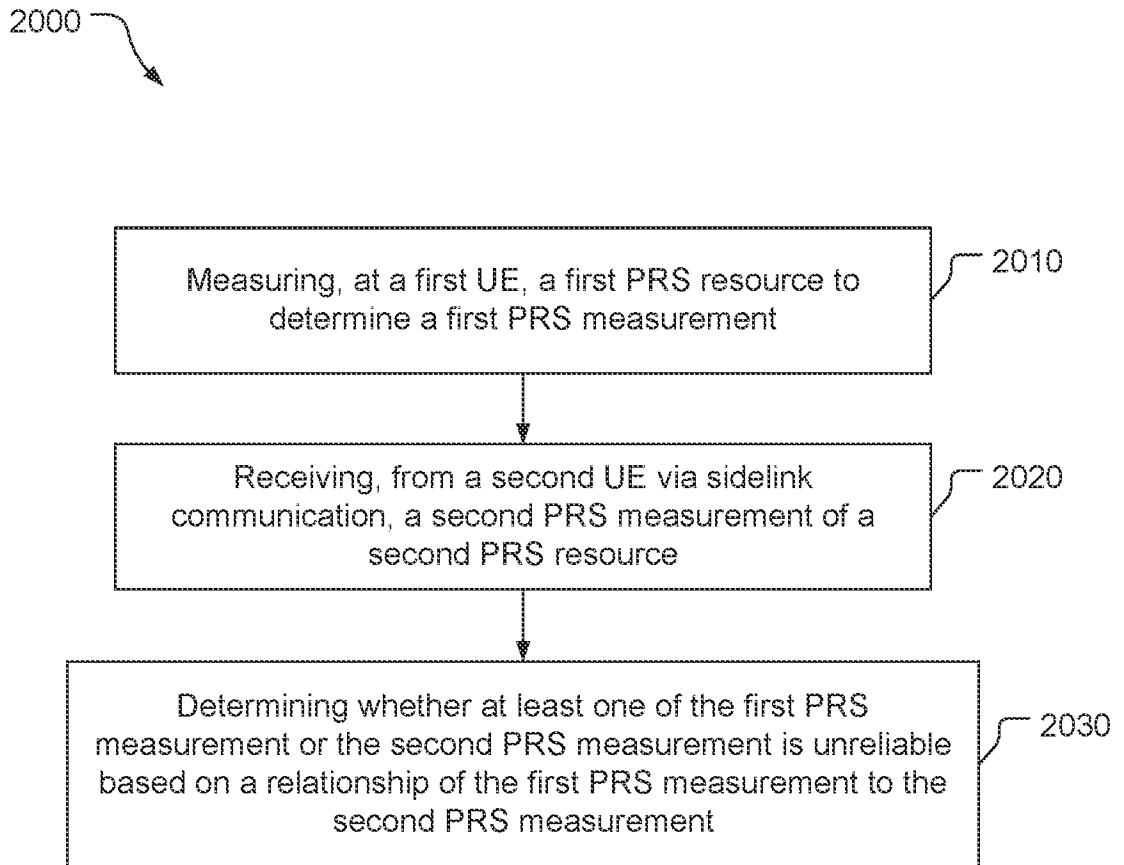 2000
Measuring, at a first UE, a first PRS resource to
determine a first PRS measurement
2010
Receiving, from a second UE via sidelink
communication, a second PRS measurement of a
second PRS resource
2020
Determining whether at least one of the first PRS
measurement or the second PRS measurement is unreliable
based on a relationship of the first PRS measurement to the
second PRS measurement
2030